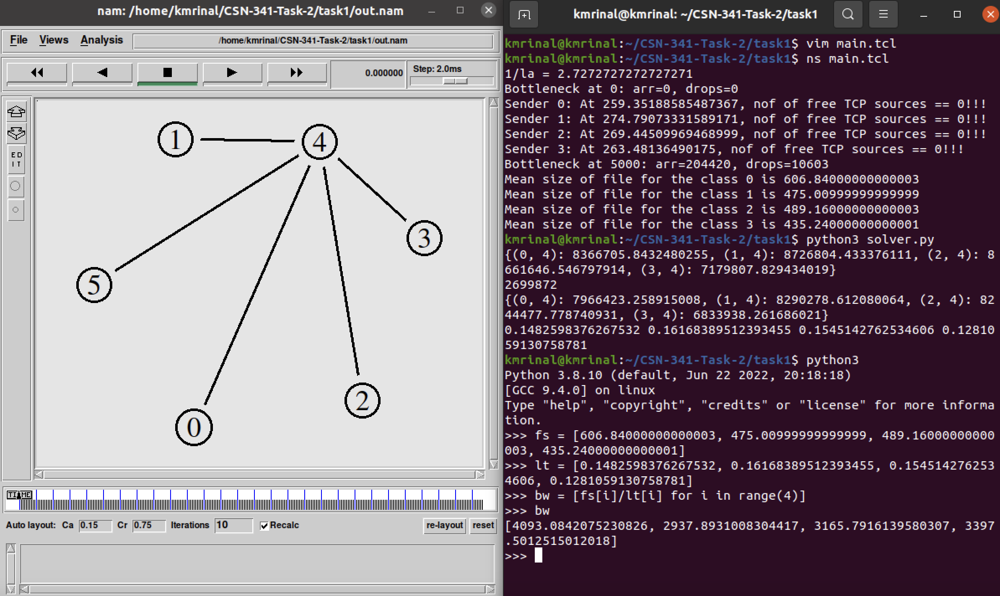 nam: /home/kmrinal/CSN-341-Task-2/task1/out.nam
File Views Analysis /home/kmrinal/CSN-341-Task-2/task1/out.nam
0.000000 Step: 2.0ms
ED
IT
1
4
3
5
2
0
TIME
Auto layout: Ca 0.15 Cr 0.75 Iterations 10 Recalc re-layout reset
kmrinal@kmrinal: ~/CSN-341-Task-2/task1
kmrinal@kmrinal:~/CSN-341-Task-2/task1$ vim main.tcl
kmrinal@kmrinal:~/CSN-341-Task-2/task1$ ns main.tcl
1/la = 2.7272727272727271
Bottleneck at 0: arr=0, drops=0
Sender 0: At 259.35188585487367, nof of free TCP sources == 0!!!
Sender 1: At 274.79073331589171, nof of free TCP sources == 0!!!
Sender 2: At 269.44509969468999, nof of free TCP sources == 0!!!
Sender 3: At 263.48136490175, nof of free TCP sources == 0!!!
Bottleneck at 5000: arr=204420, drops=10603
Mean size of file for the class 0 is 606.84000000000003
Mean size of file for the class 1 is 475.00999999999999
Mean size of file for the class 2 is 489.16000000000003
Mean size of file for the class 3 is 435.24000000000001
kmrinal@kmrinal:~/CSN-341-Task-2/task1$ python3 solver.py
{(0, 4): 8366705.8432480255, (1, 4): 8726804.433376111, (2, 4): 8
661646.546797914, (3, 4): 7179807.829434019}
2699872
{(0, 4): 7966423.258915008, (1, 4): 8290278.612080064, (2, 4): 82
44477.778740931, (3, 4): 6833938.261686021}
0.1482598376267532 0.16168389512393455 0.1545142762534606 0.12810
59130758781
kmrinal@kmrinal:~/CSN-341-Task-2/task1$ python3
Python 3.8.10 (default, Jun 22 2022, 20:18:18)
[GCC 9.4.0] on linux
Type "help", "copyright", "credits" or "license" for more informa
tion.
>>> fs = [606.84000000000003, 475.00999999999999, 489.16000000000
003, 435.24000000000001]
>>> lt = [0.1482598376267532, 0.16168389512393455, 0.154514276253
4606, 0.1281059130758781]
>>> bw = [fs[i]/lt[i] for i in range(4)]
>>> bw
[4093.0842075230826, 2937.8931008304417, 3165.7916139580307, 3397
.5012515012018]
>>>